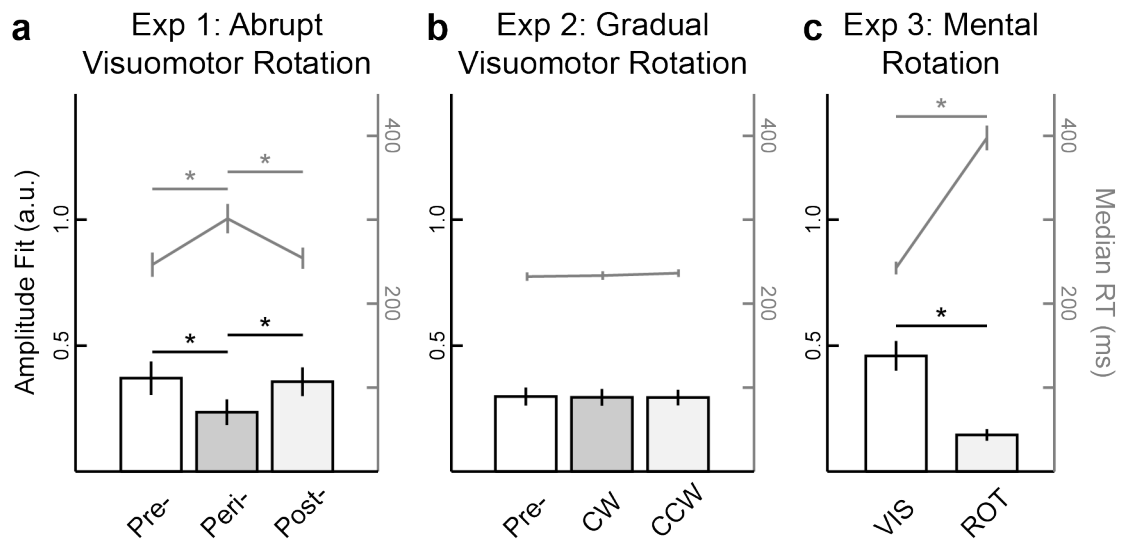 a
Exp 1: Abrupt
Visuomotor Rotation
Amplitude Fit (a.u.)
1.0
0.5
400
200
*
*
*
*
Pre-
Peri-
Post-
b
Exp 2: Gradual
Visuomotor Rotation
1.0
0.5
400
200
Pre-
CW
CCW
c
Exp 3: Mental
Rotation
1.0
0.5
400
200
*
*
VIS
ROT
Median RT (ms)